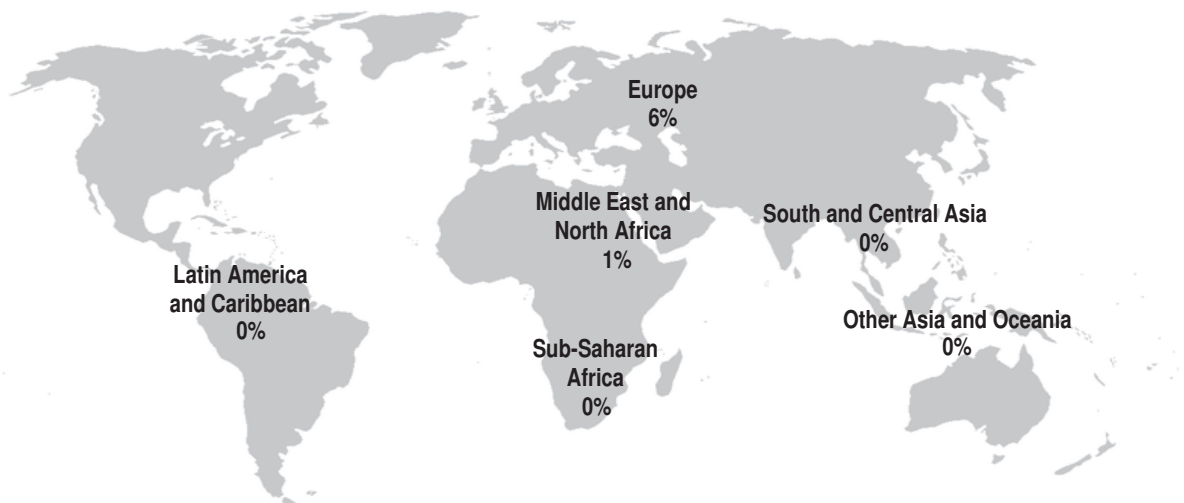 Europe
6%
Middle East and
North Africa
1%
South and Central Asia
0%
Latin America
and Caribbean
0%
Other Asia and Oceania
0%
Sub-Saharan
Africa
0%